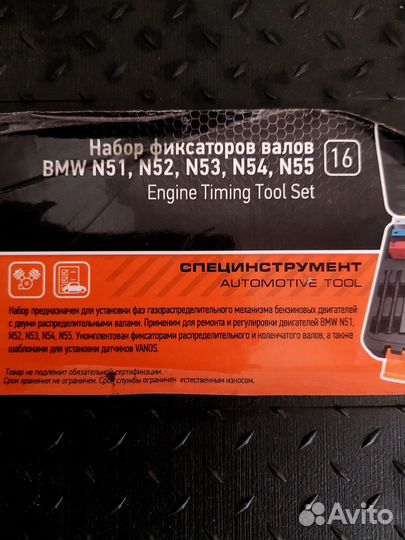 Набор фиксаторов валов
BMW N51, N52, N53, N54, N55
16
Engine Timing Tool Set
СПЕЦИНСТРУМЕНТ
AUTOMOTIVE TOOL
Набор предназначен для установки фаз газораспределительного механизма бензиновых двигателей
с двумя распределительными валами. Применим для ремонта и регулировки двигателей BMW N51,
N52, N53, N54, N55. Укомплектован фиксаторами распределительного и коленчатого валов, а также
шаблонами для установки датчиков VANOS.
Товар не подлежит обязательной сертификации.
Срок хранения не ограничен. Срок службы ограничен естественным износом.
Avito